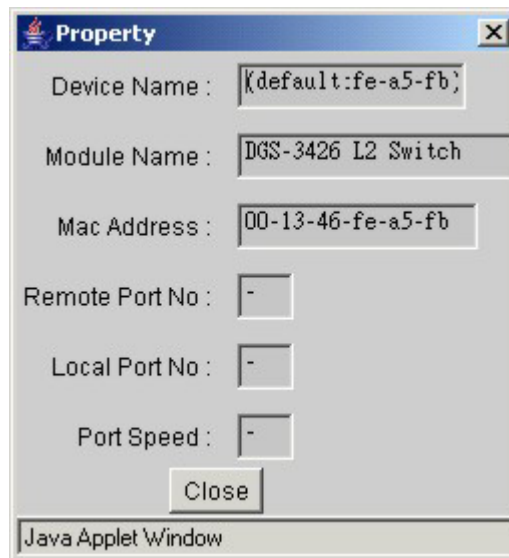 Property
Device Name : (default:fe-a5-fb)
Module Name : DGS-3426 L2 Switch
Mac Address : 00-13-46-fe-a5-fb
Remote Port No : -
Local Port No : -
Port Speed : -
Close
Java Applet Window